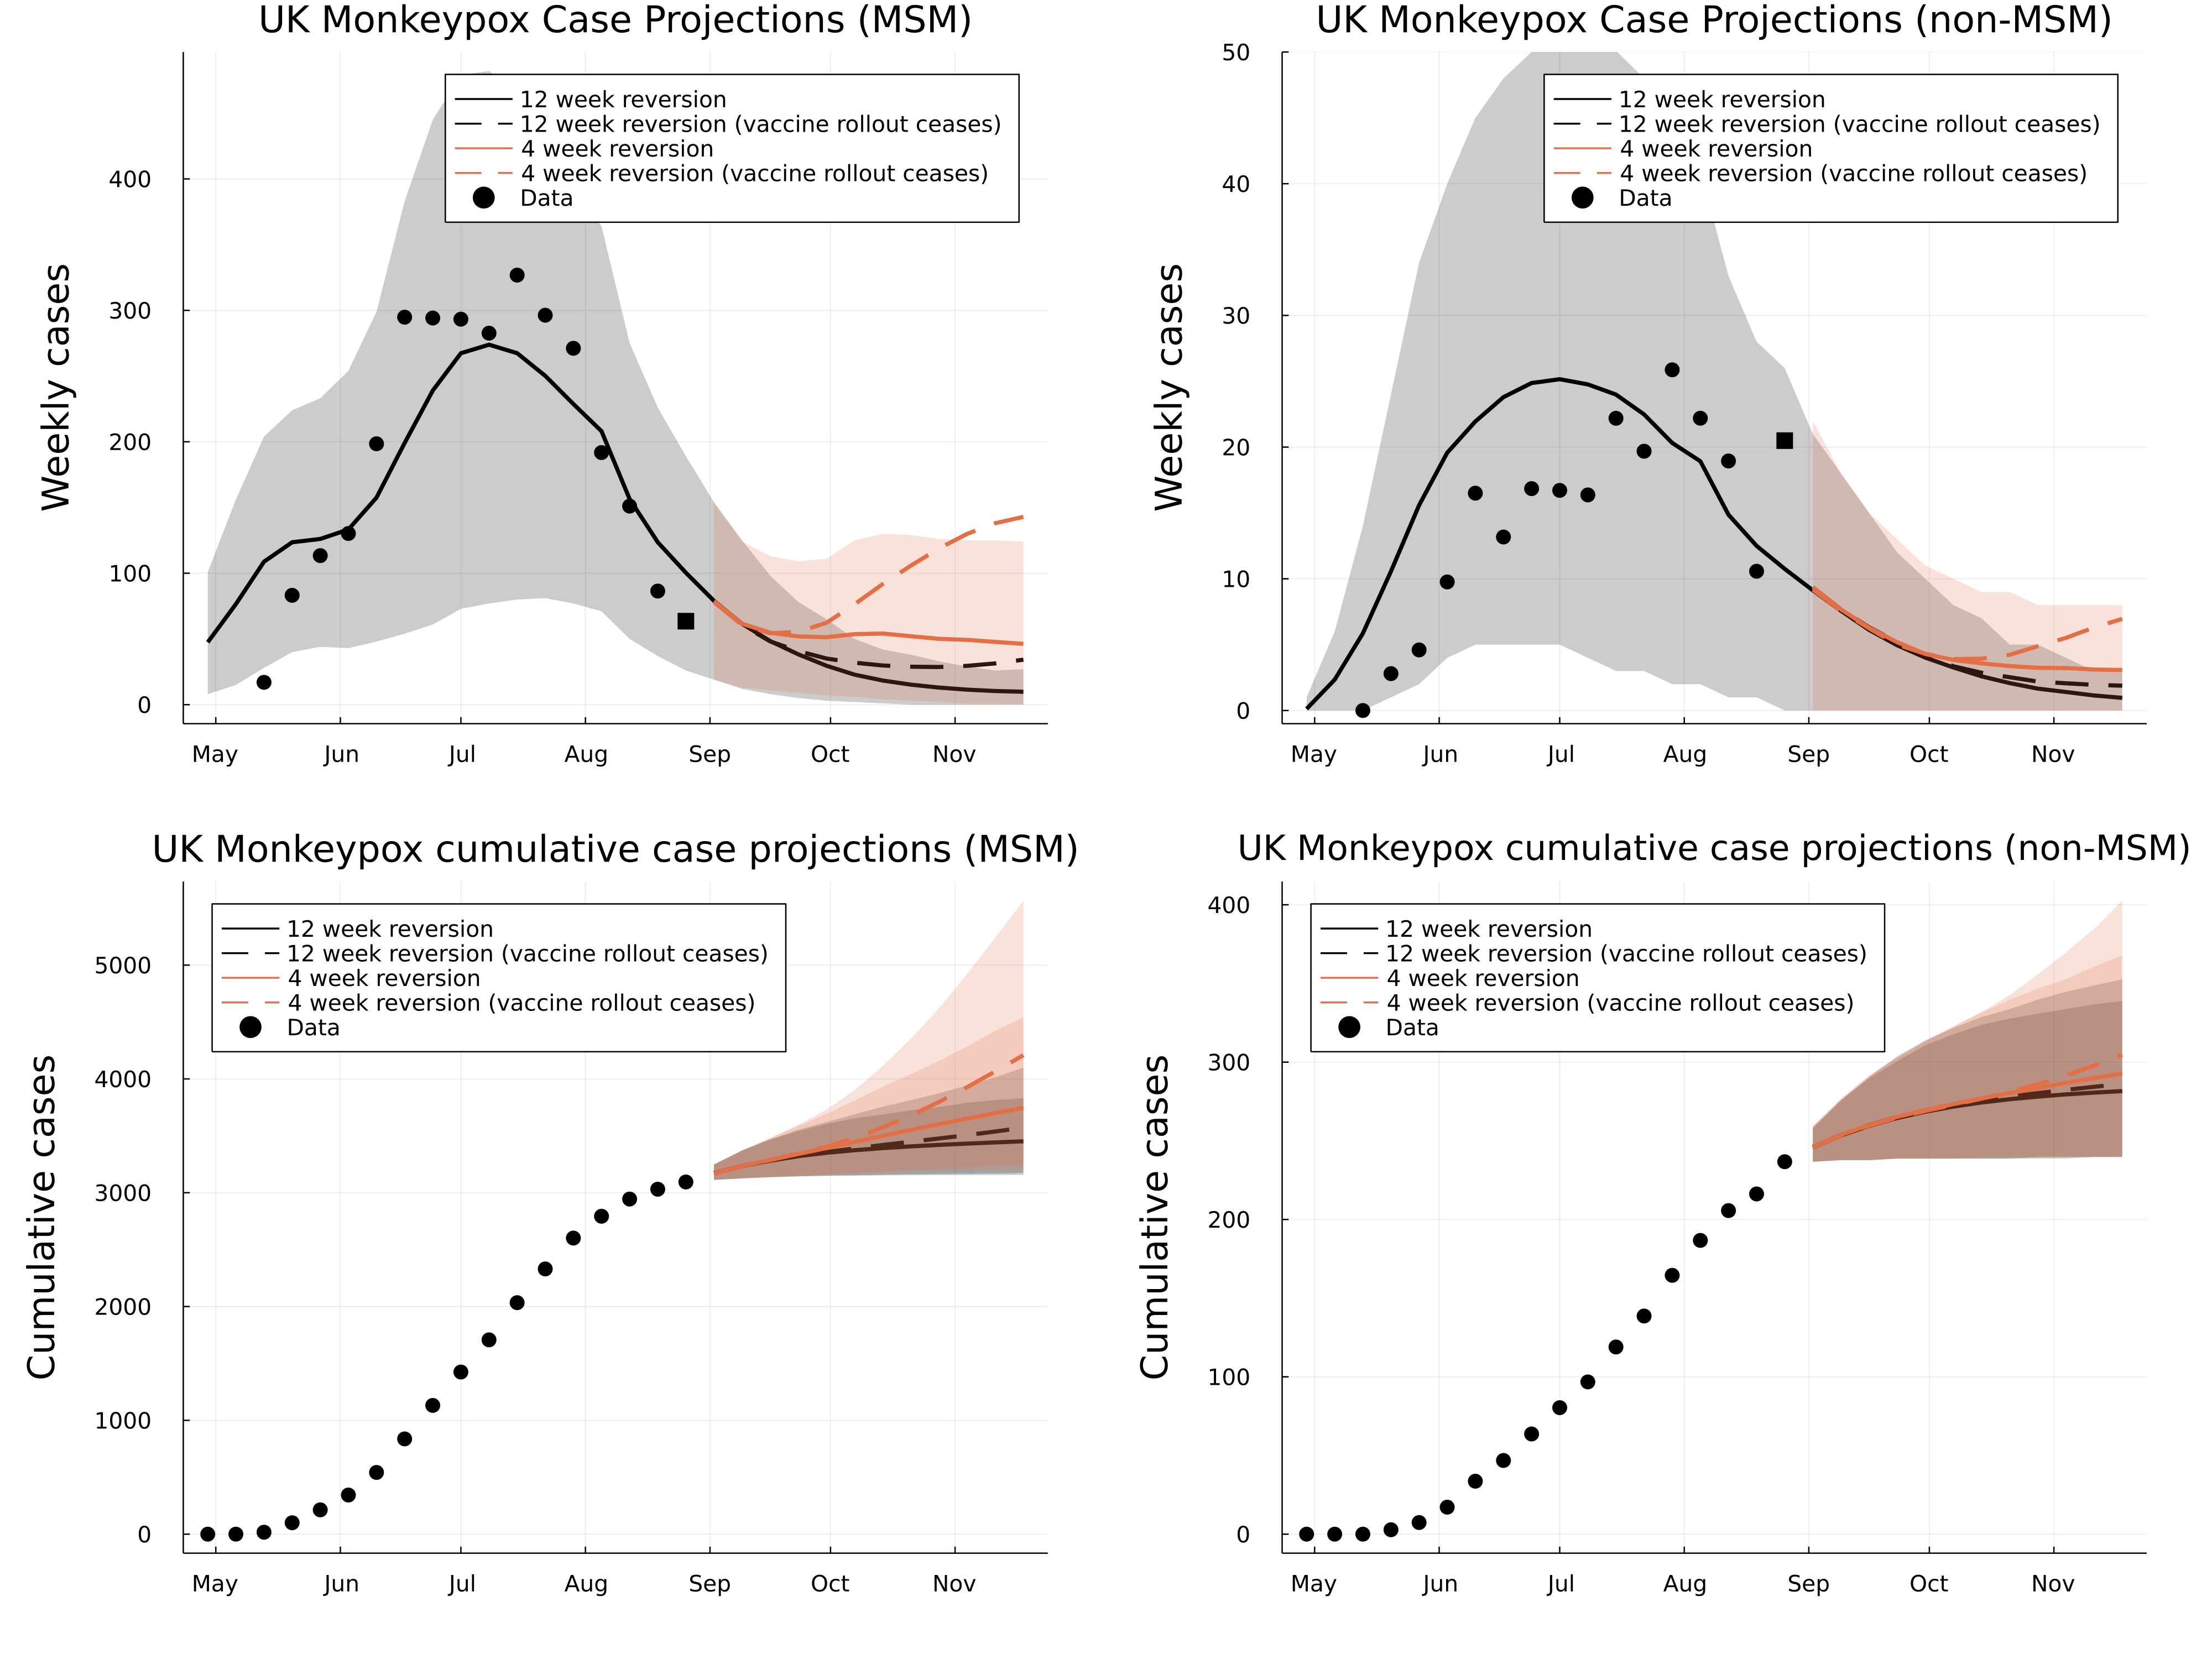 UK Monkeypox Case Projections (MSM)
Weekly cases
400
300
200
100
0
12 week reversion
12 week reversion (vaccine rollout ceases)
4 week reversion
4 week reversion (vaccine rollout ceases)
Data
May Jun Jul Aug Sep Oct Nov
UK Monkeypox Case Projections (non-MSM)
Weekly cases
50
40
30
20
10
0
12 week reversion
12 week reversion (vaccine rollout ceases)
4 week reversion
4 week reversion (vaccine rollout ceases)
Data
May Jun Jul Aug Sep Oct Nov
UK Monkeypox cumulative case projections (MSM)
Cumulative cases
5000
4000
3000
2000
1000
0
12 week reversion
12 week reversion (vaccine rollout ceases)
4 week reversion
4 week reversion (vaccine rollout ceases)
Data
May Jun Jul Aug Sep Oct Nov
UK Monkeypox cumulative case projections (non-MSM)
Cumulative cases
400
300
200
100
0
12 week reversion
12 week reversion (vaccine rollout ceases)
4 week reversion
4 week reversion (vaccine rollout ceases)
Data
May Jun Jul Aug Sep Oct Nov